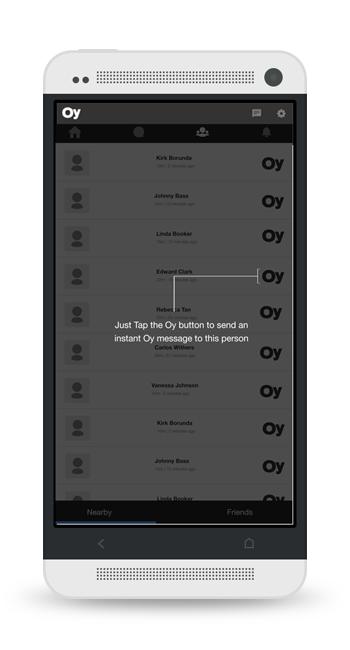 Oy
Kirk Borunda
Oy
Johnny Bass
Oy
Linda Booker
Oy
Edward Clark
Oy
Rebecca Tan
Oy
Just Tap the Oy button to send an
instant Oy message to this person
Carlos Withers
Oy
Vanessa Johnson
Oy
Kirk Borunda
Oy
Johnny Bass
Oy
Linda Booker
Oy
Nearby Friends